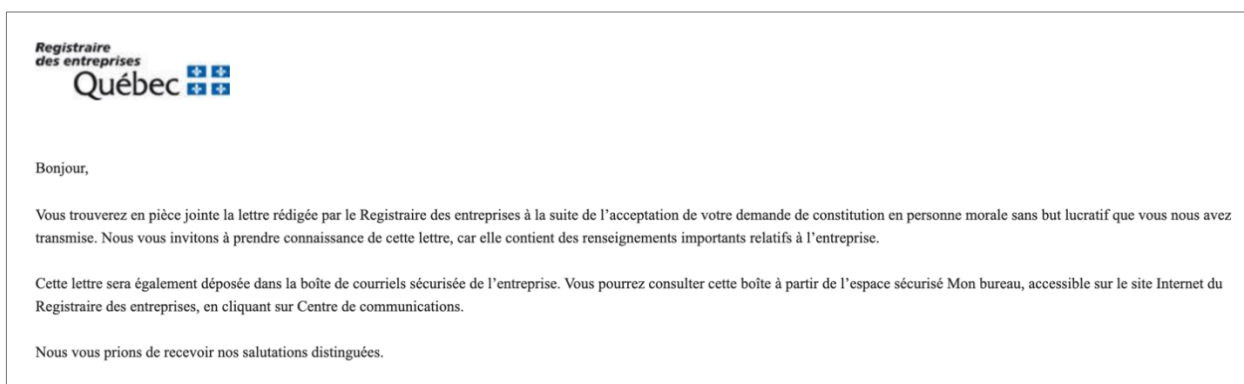 Registraire
des entreprises
Québec
Bonjour,
Vous trouverez en pièce jointe la lettre rédigée par le Registraire des entreprises à la suite de l’acceptation de votre demande de constitution en personne morale sans but lucratif que vous nous avez
transmise. Nous vous invitons à prendre connaissance de cette lettre, car elle contient des renseignements importants relatifs à l’entreprise.
Cette lettre sera également déposée dans la boîte de courriels sécurisée de l’entreprise. Vous pourrez consulter cette boîte à partir de l’espace sécurisé Mon bureau, accessible sur le site Internet du
Registraire des entreprises, en cliquant sur Centre de communications.
Nous vous prions de recevoir nos salutations distinguées.